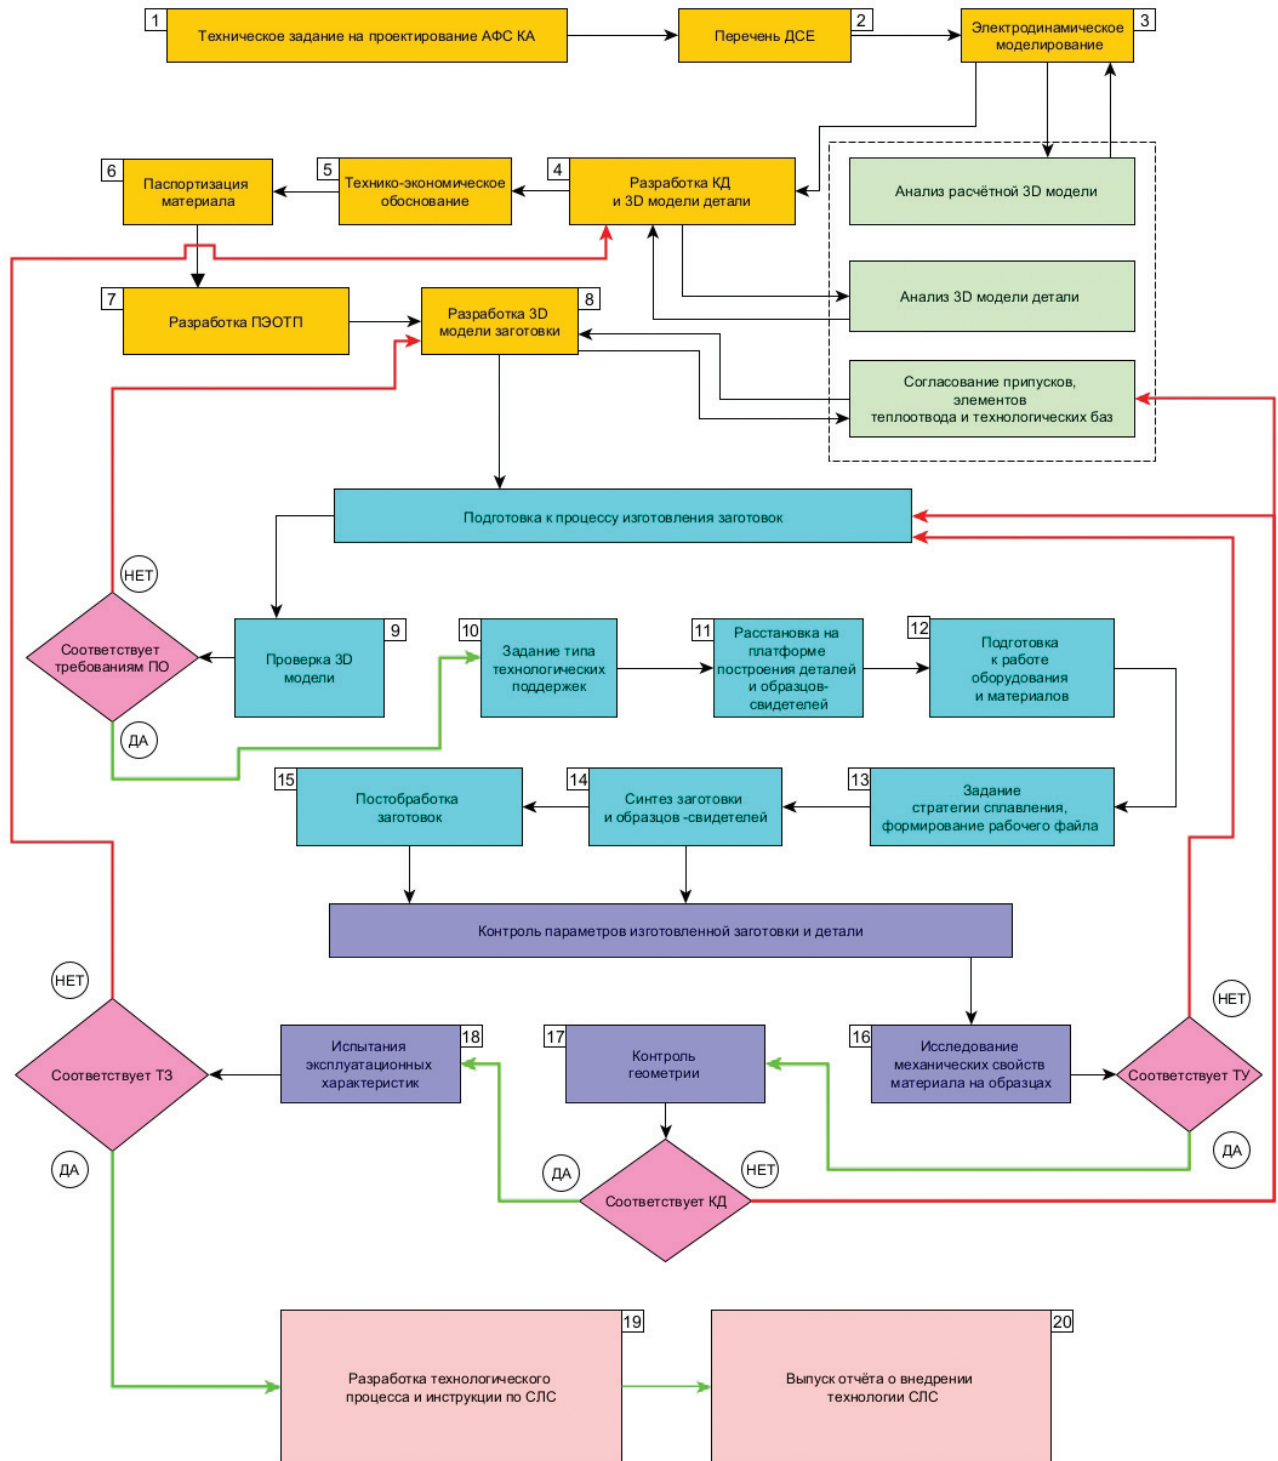 1
Техническое задание на проектирование АФС КА
2
Перечень ДСЕ
3
Электродинамическое
моделирование
6
Паспортизация
материала
5
Технико-экономическое
обоснование
4
Разработка КД
и 3D модели детали
Анализ расчётной 3D модели
7
Разработка ПЭОТП
8
Разработка 3D
модели заготовки
Анализ 3D модели детали
Согласование припусков,
элементов
теплоотвода и технологических баз
Подготовка к процессу изготовления заготовок
НЕТ
Соответствует
требованиям ПО
ДА
9
Проверка 3D
модели
10
Задание типа
технологических
поддержек
11
Расстановка на
платформе
построения деталей
и образцов-
свидетелей
12
Подготовка
к работе
оборудования
и материалов
15
Постобработка
заготовок
14
Синтез заготовки
и образцов -свидетелей
13
Задание
стратегии сплавления,
формирование рабочего файла
Контроль параметров изготовленной заготовки и детали
НЕТ
Соответствует ТЗ
ДА
18
Испытания
эксплуатационных
характеристик
17
Контроль
геометрии
16
Исследование
механических свойств
материала на образцах
НЕТ
Соответствует ТУ
ДА
ДА
Соответствует КД
НЕТ
19
Разработка технологического
процесса и инструкции по СЛС
20
Выпуск отчёта о внедрении
технологии СЛС